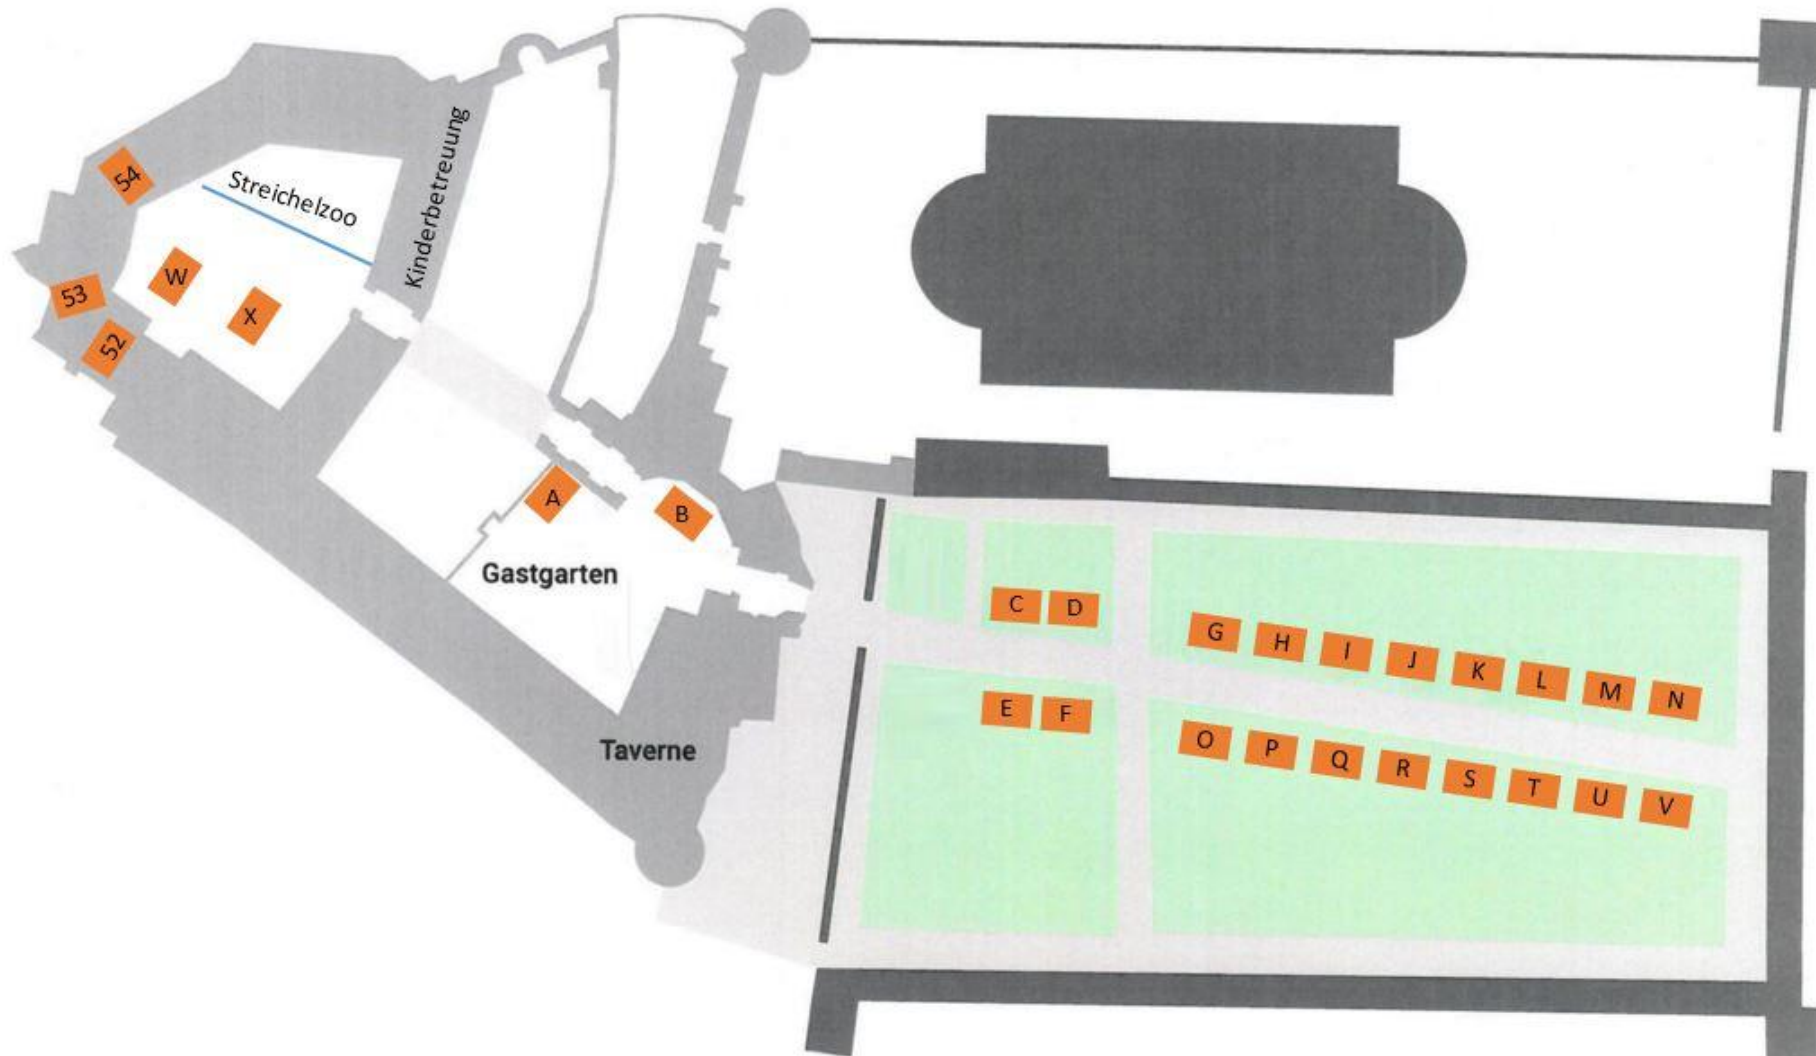 Kinderbetreuung
Streichelzoo
54
W
53
X
52
A
B
Gastgarten
C D
G H I J K L M N
E F
O P Q R S T U V
Taverne